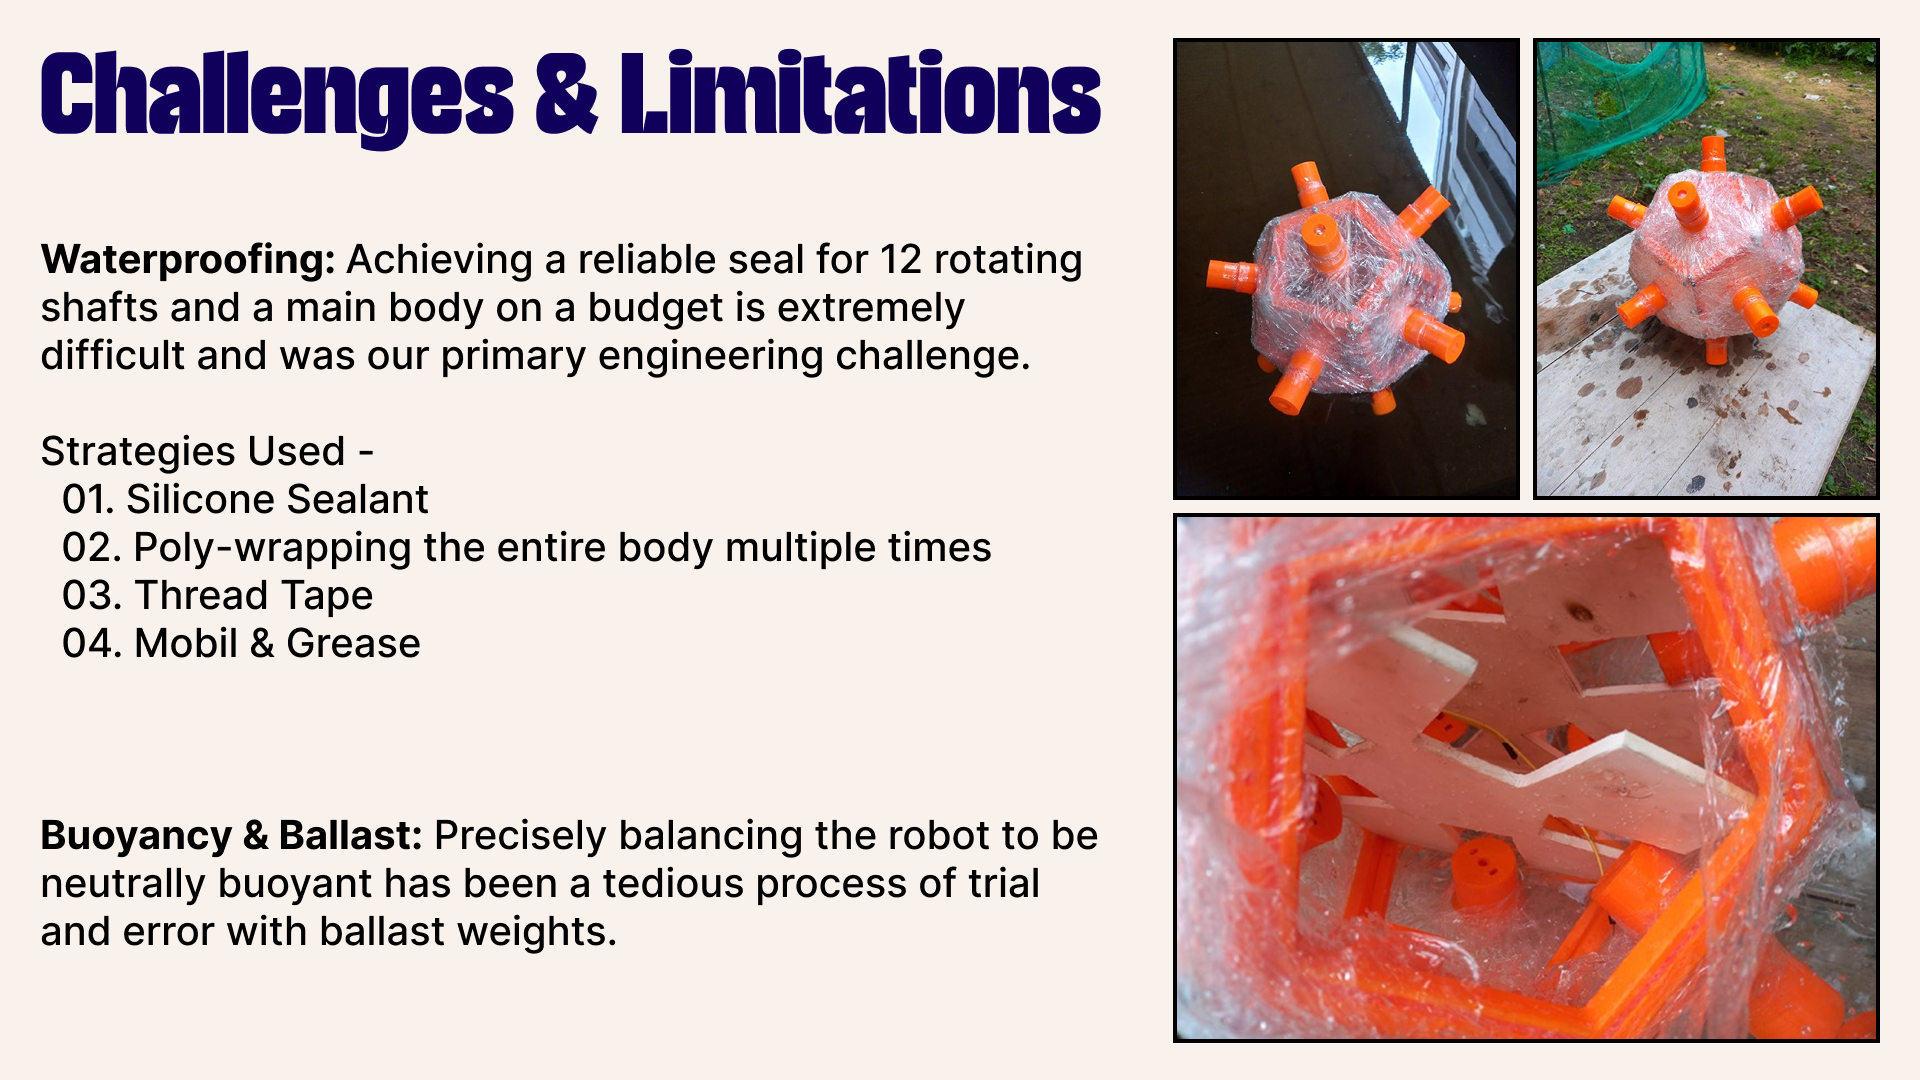 Challenges & Limitations
Waterproofing: Achieving a reliable seal for 12 rotating
shafts and a main body on a budget is extremely
difficult and was our primary engineering challenge.
Strategies Used -
01. Silicone Sealant
02. Poly-wrapping the entire body multiple times
03. Thread Tape
04. Mobil & Grease
Buoyancy & Ballast: Precisely balancing the robot to be
neutrally buoyant has been a tedious process of trial
and error with ballast weights.